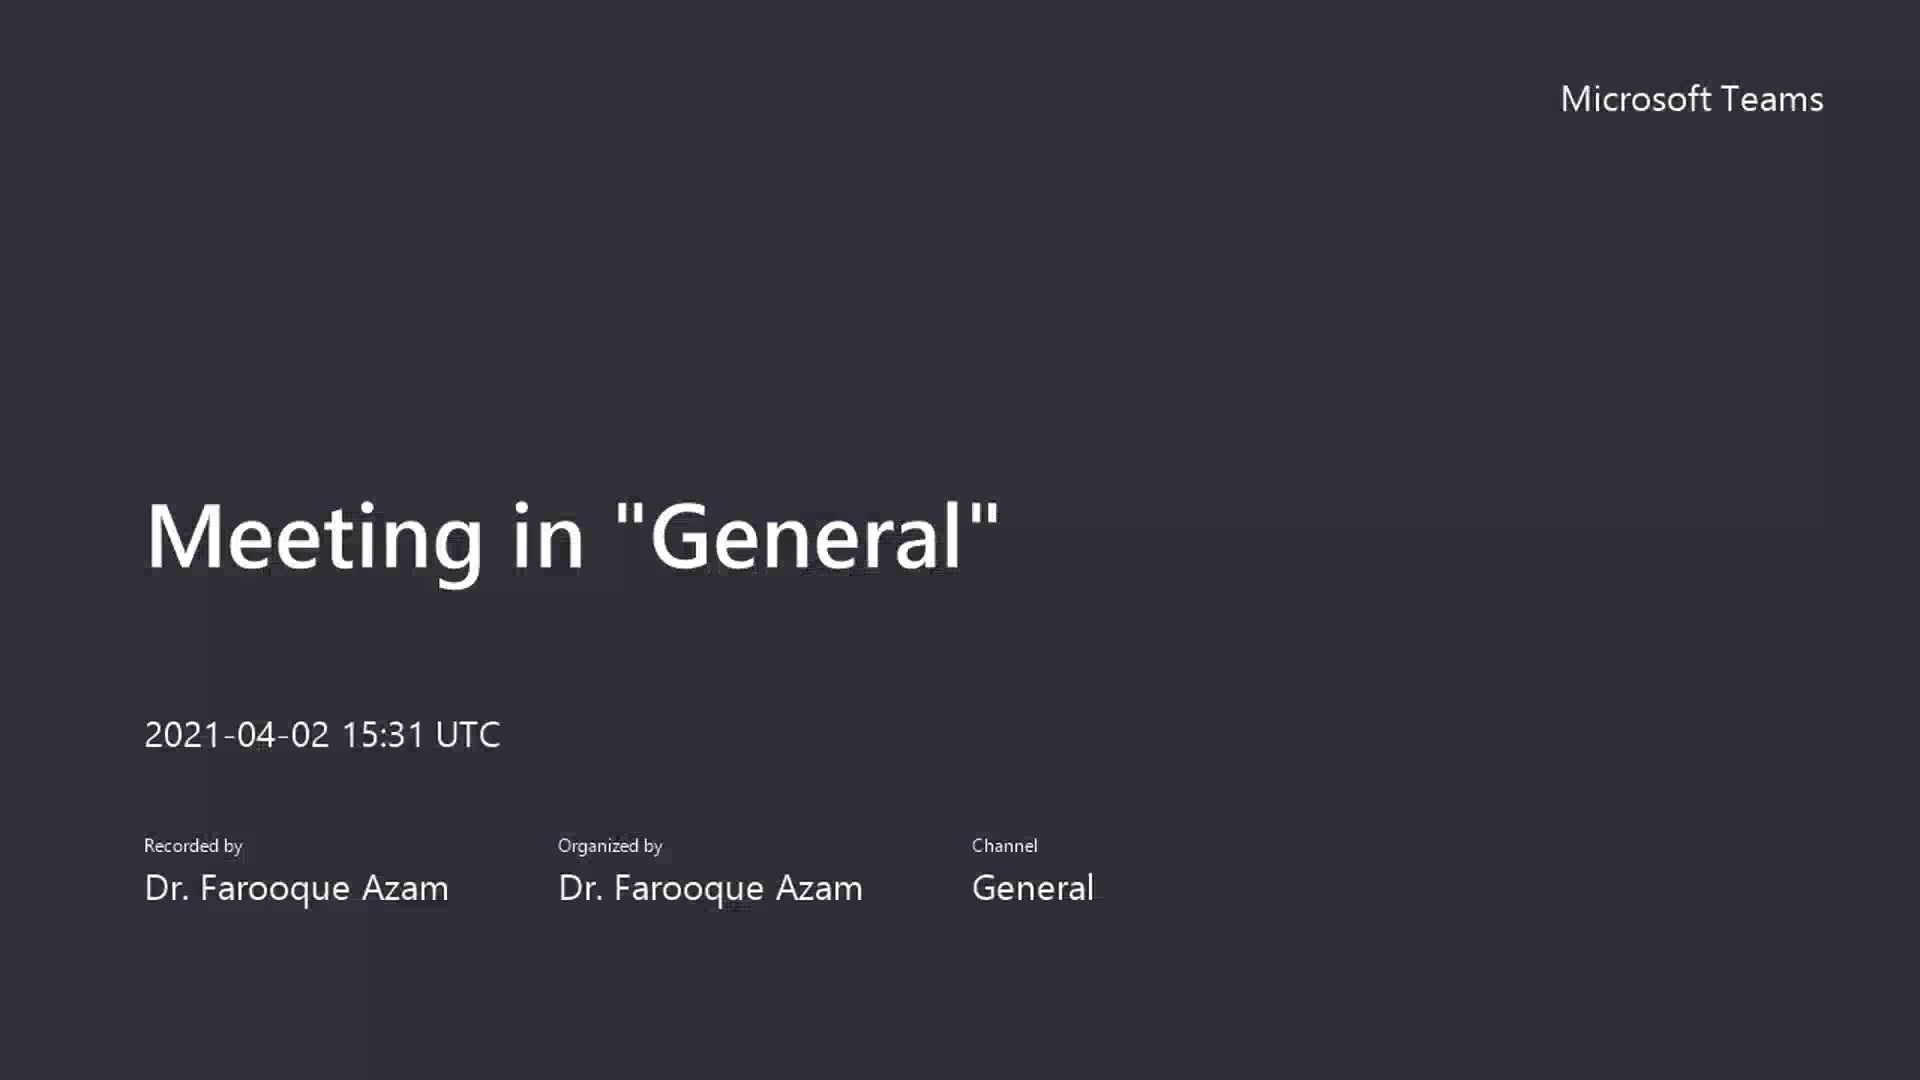 Microsoft Teams
Meeting in "General"
2021-04-02 15:31 UTC
Recorded by
Dr. Farooque Azam
Organized by
Dr. Farooque Azam
Channel
General